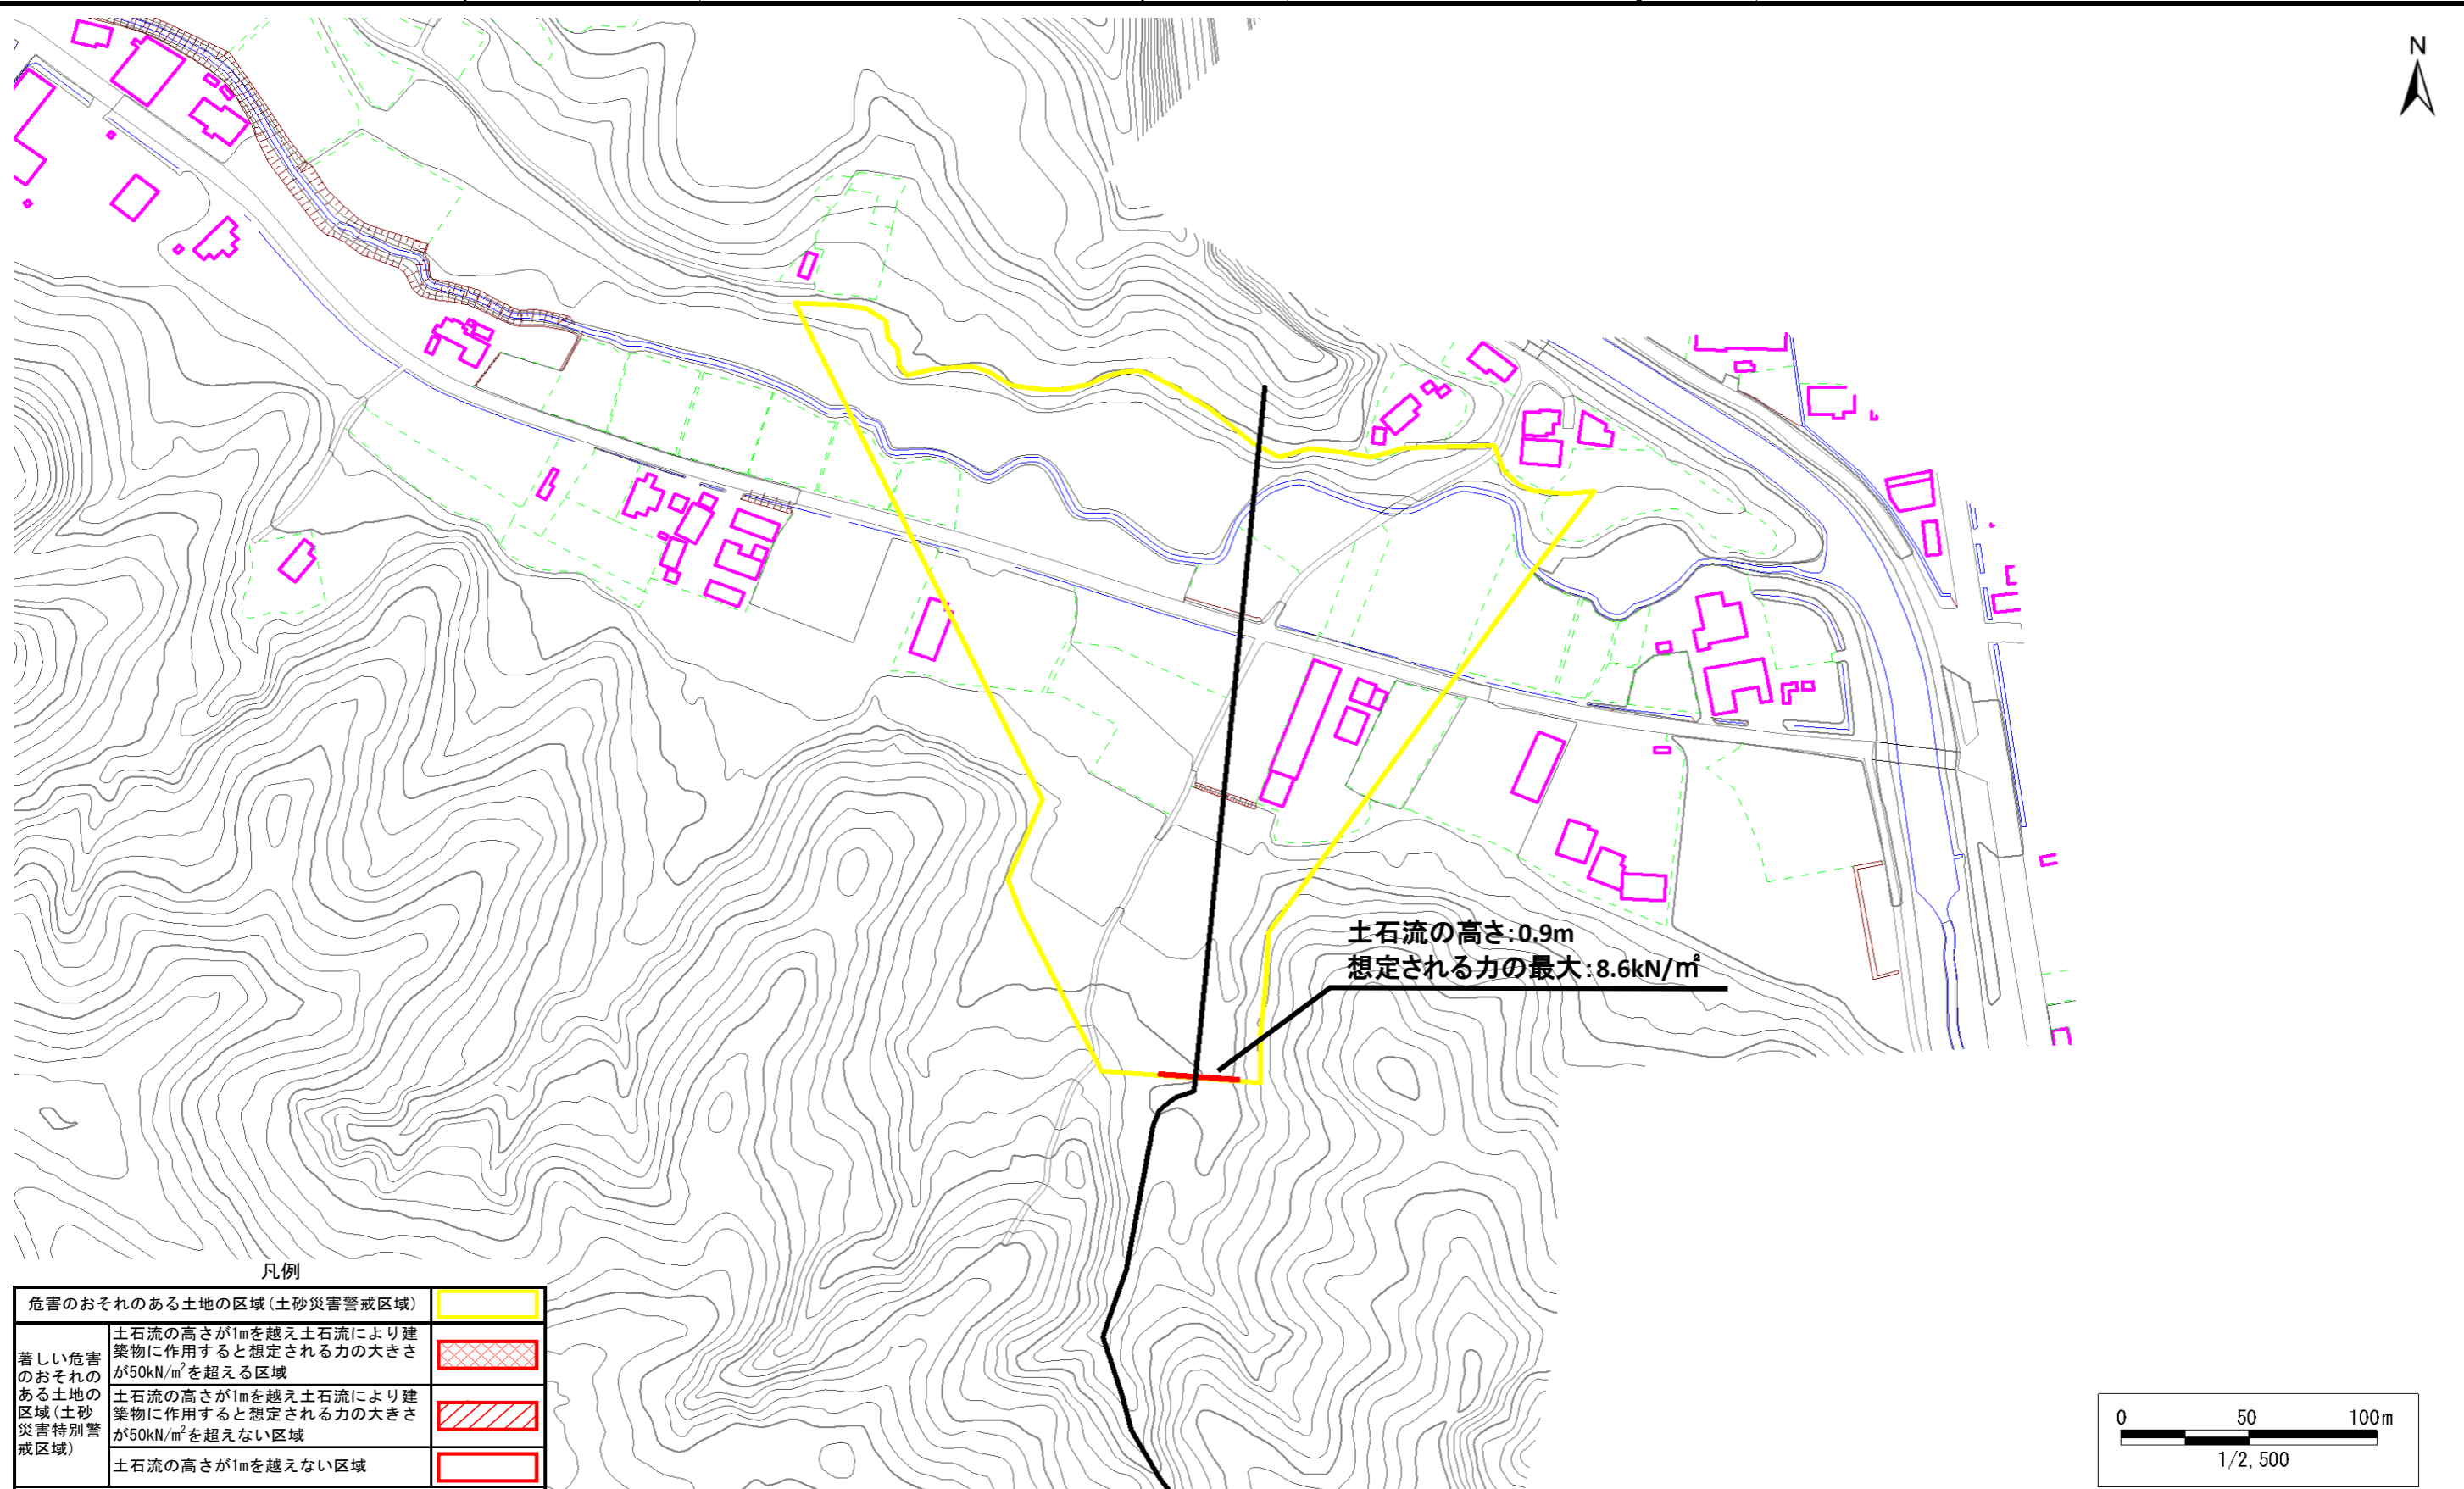 N
土石流の高さ:0.9m
想定される力の最大:8.6kN/㎡
凡例
危害のおそれのある土地の区域(土砂災害警戒区域)
著しい危害
のおそれの
ある土地の
区域(土砂
災害特別警
戒区域)
土石流の高さが1mを越え土石流により建
築物に作用すると想定される力の大きさ
が50kN/m²を超える区域
土石流の高さが1mを越え土石流により建
築物に作用すると想定される力の大きさ
が50kN/m²を超えない区域
土石流の高さが1mを越えない区域
0 50 100m
1/2,500